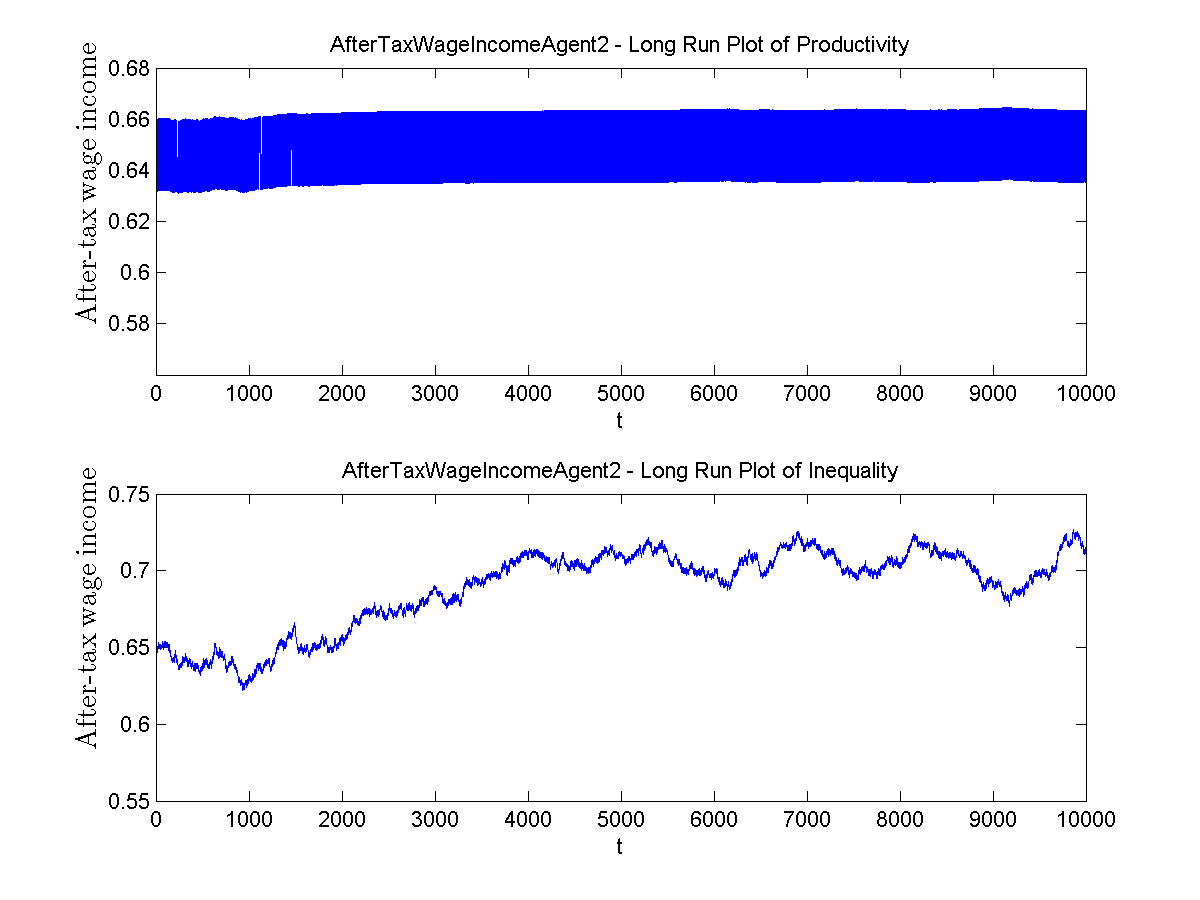 AfterTaxWageIncomeAgent2 - Long Run Plot of Productivity
After-tax wage income
0.68
0.66
0.64
0.62
0.6
0.58
0 1000 2000 3000 4000 5000 6000 7000 8000 9000 10000
t
AfterTaxWageIncomeAgent2 - Long Run Plot of Inequality
After-tax wage income
0.75
0.7
0.65
0.6
0.55
0 1000 2000 3000 4000 5000 6000 7000 8000 9000 10000
t